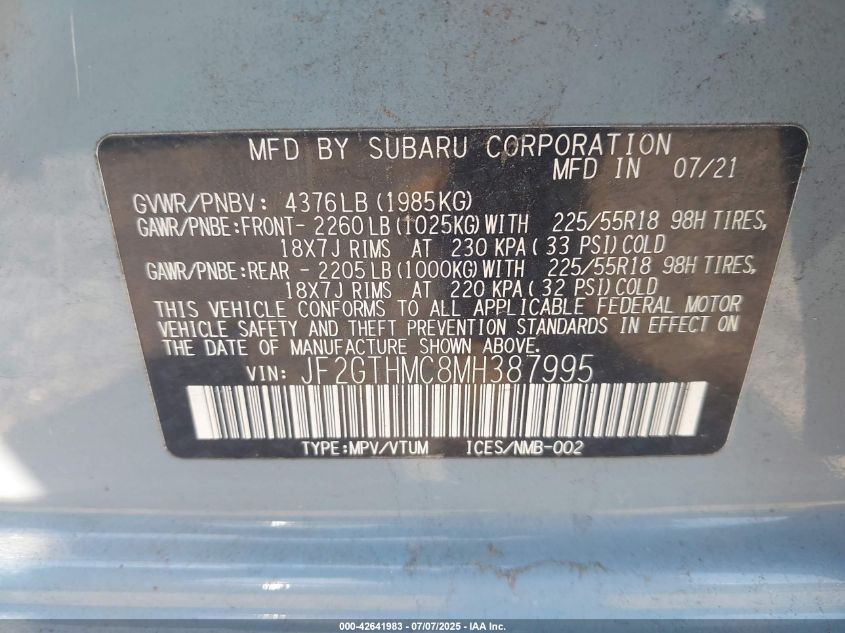 MFD BY SUBARU CORPORATION
MFD IN 07/21
GVWR/PNBV: 4376LB (1985KG)
GAWR/PNBE:FRONT- 2260 LB (1025KG) WITH 225/55R18 98H TIRES,
18X7J RIMS AT 230 KPA ( 33 PSI) COLD
GAWR/PNBE:REAR - 2205 LB (1000KG) WITH 225/55R18 98H TIRES,
18X7J RIMS AT 220 KPA ( 32 PSI) COLD
THIS VEHICLE CONFORMS TO ALL APPLICABLE FEDERAL MOTOR
VEHICLE SAFETY AND THEFT PREVENTION STANDARDS IN EFFECT ON
THE DATE OF MANUFACTURE SHOWN ABOVE.
VIN: JF2GTHMC8MH387995
TYPE:MPV/VTUM ICES/NMB-002
000-42641983 / 07/07/2025 - IAA Inc.